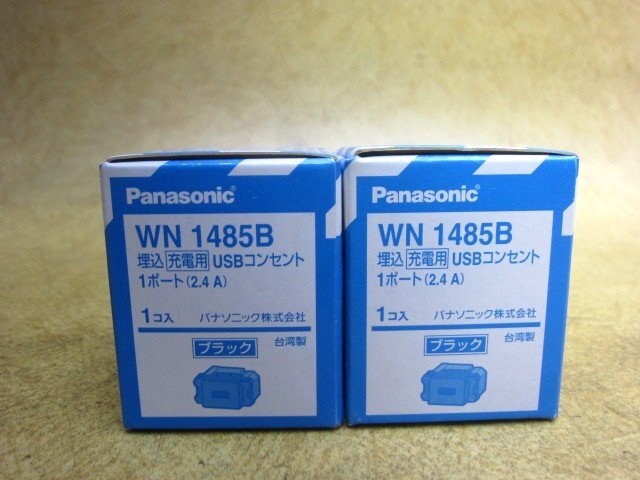 Panasonic®
WN 1485B
埋込 充電用 USBコンセント
1ポート(2.4 A)
1コ入 パナソニック株式会社
ブラック 台湾製
Panasonic®
WN 1485B
埋込 充電用 USBコンセント
1ポート(2.4 A)
1コ入 パナソニック株式会社
ブラック 台湾製